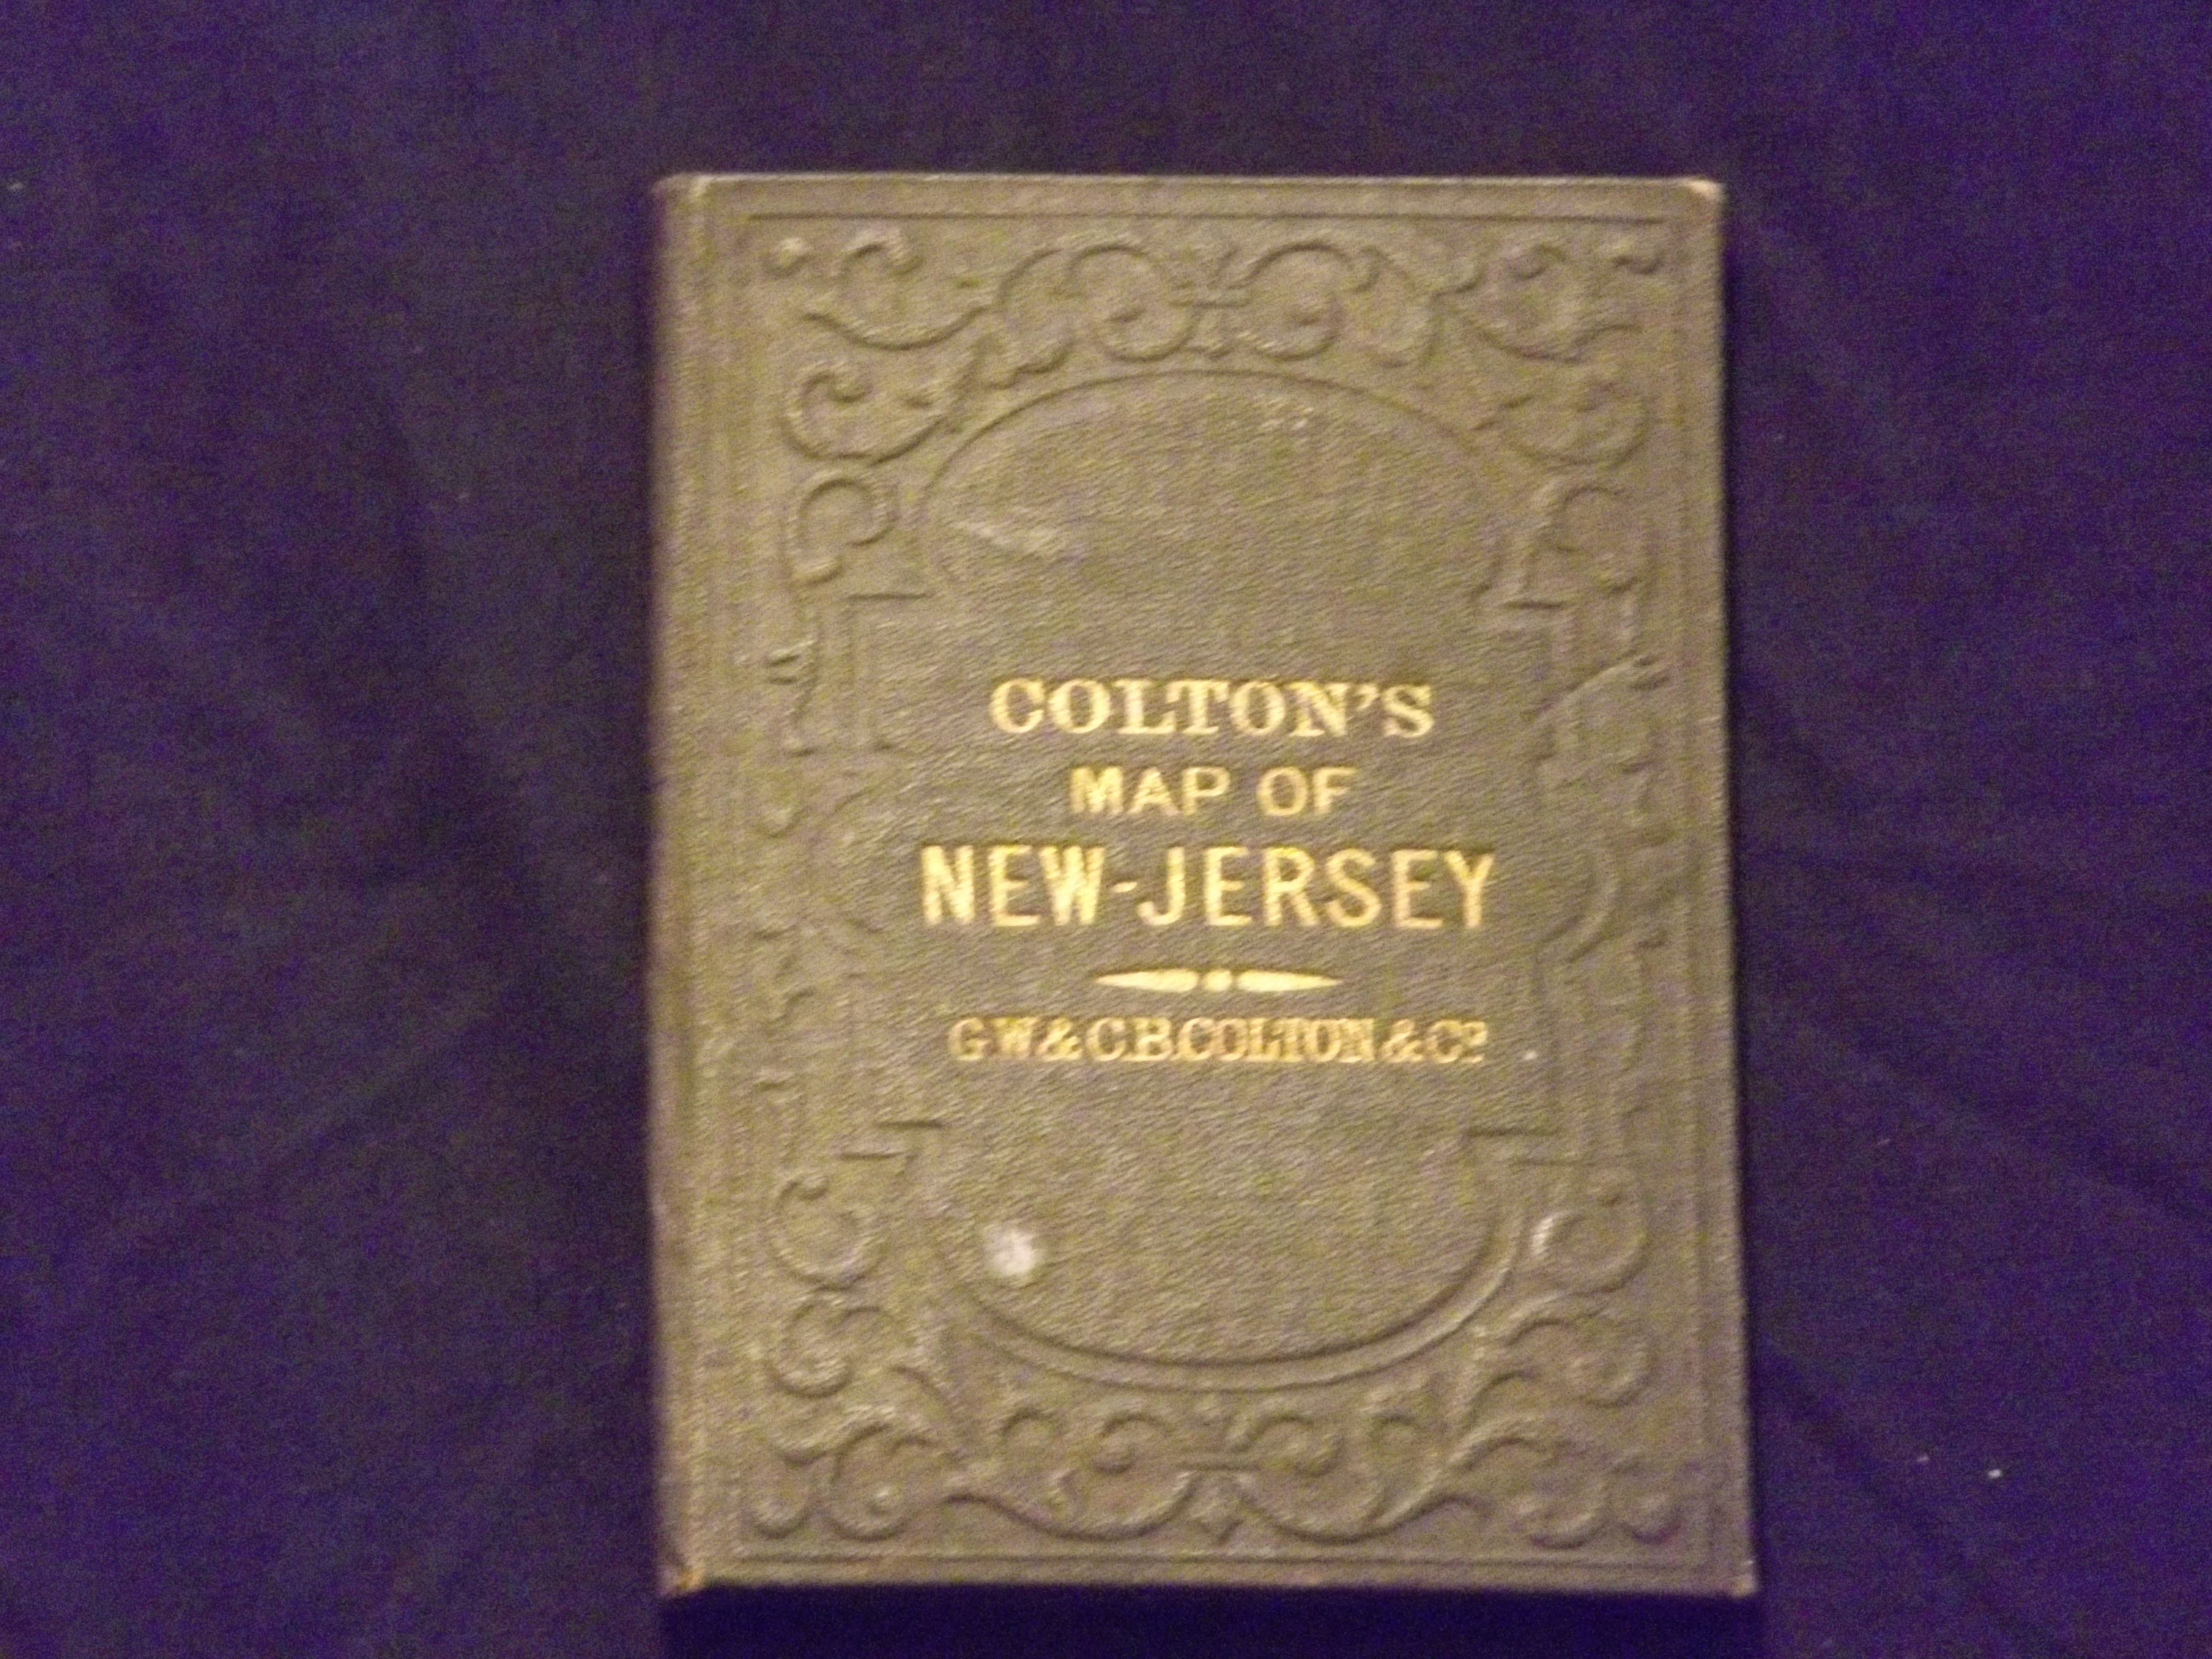 COLTON'S
MAP OF
NEW-JERSEY
G.W.& C.B.COLTON & Cº